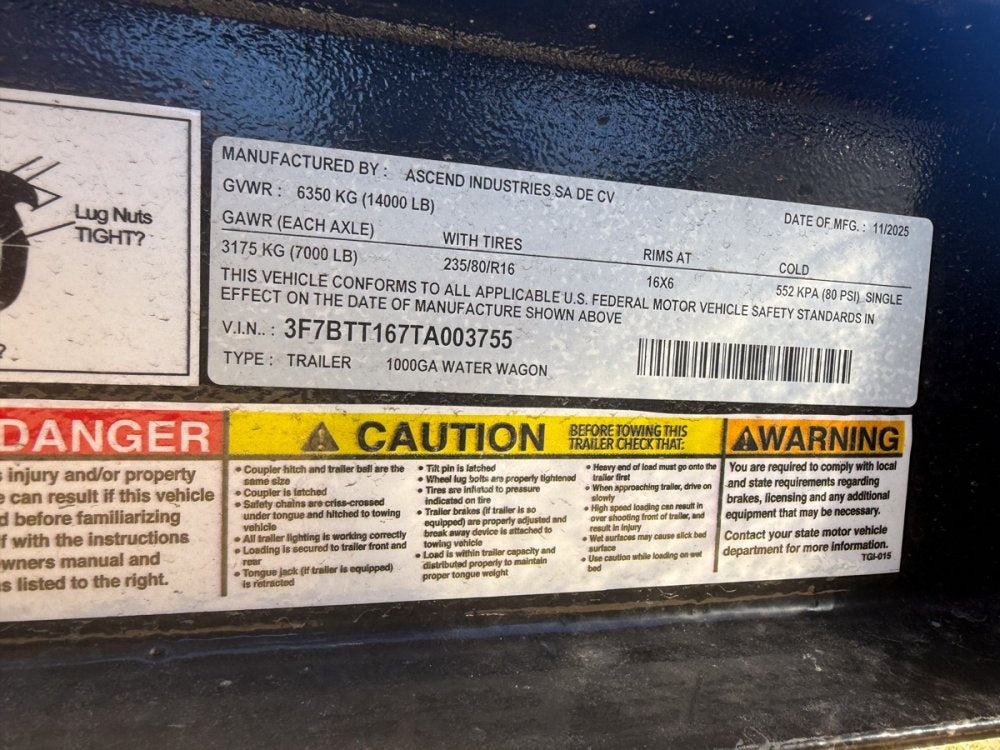 Lug Nuts
TIGHT?
?
MANUFACTURED BY : ASCEND INDUSTRIES SA DE CV
GVWR : 6350 KG (14000 LB)
DATE OF MFG. : 11/2025
GAWR (EACH AXLE) WITH TIRES RIMS AT COLD
3175 KG (7000 LB) 235/80/R16 16X6 552 KPA (80 PSI) SINGLE
THIS VEHICLE CONFORMS TO ALL APPLICABLE U.S. FEDERAL MOTOR VEHICLE SAFETY STANDARDS IN
EFFECT ON THE DATE OF MANUFACTURE SHOWN ABOVE
V.I.N.. : 3F7BTT167TA003755
TYPE : TRAILER 1000GA WATER WAGON
DANGER
injury and/or property
can result if this vehicle
before familiarizing
with the instructions
owners manual and
listed to the right.
CAUTION
BEFORE TOWING THIS
TRAILER CHECK THAT:
• Coupler hitch and trailer ball are the
same size
• Coupler is latched
• Safety chains are criss-crossed
under tongue and hitched to towing
vehicle
• All trailer lighting is working correctly
• Loading is secured to trailer front and
rear
• Tongue jack (if trailer is equipped)
is retracted
• Tilt pin is latched
• Wheel lug bolts are properly tightened
• Tires are inflated to pressure
indicated on tire
• Trailer brakes (if trailer is so
equipped) are properly adjusted and
break away device is attached to
towing vehicle
• Load is within trailer capacity and
distributed properly to maintain
proper tongue weight
• Heavy end of load must go onto the
trailer first
• When approaching trailer, drive on
slowly
• High speed loading can result in
over shooting front of trailer, and
result in injury
• Wet surfaces may cause slick bed
surface
• Use caution while loading on wet
bed
WARNING
You are required to comply with local
and state requirements regarding
brakes, licensing and any additional
equipment that may be necessary.
Contact your state motor vehicle
department for more information.
TGI-015